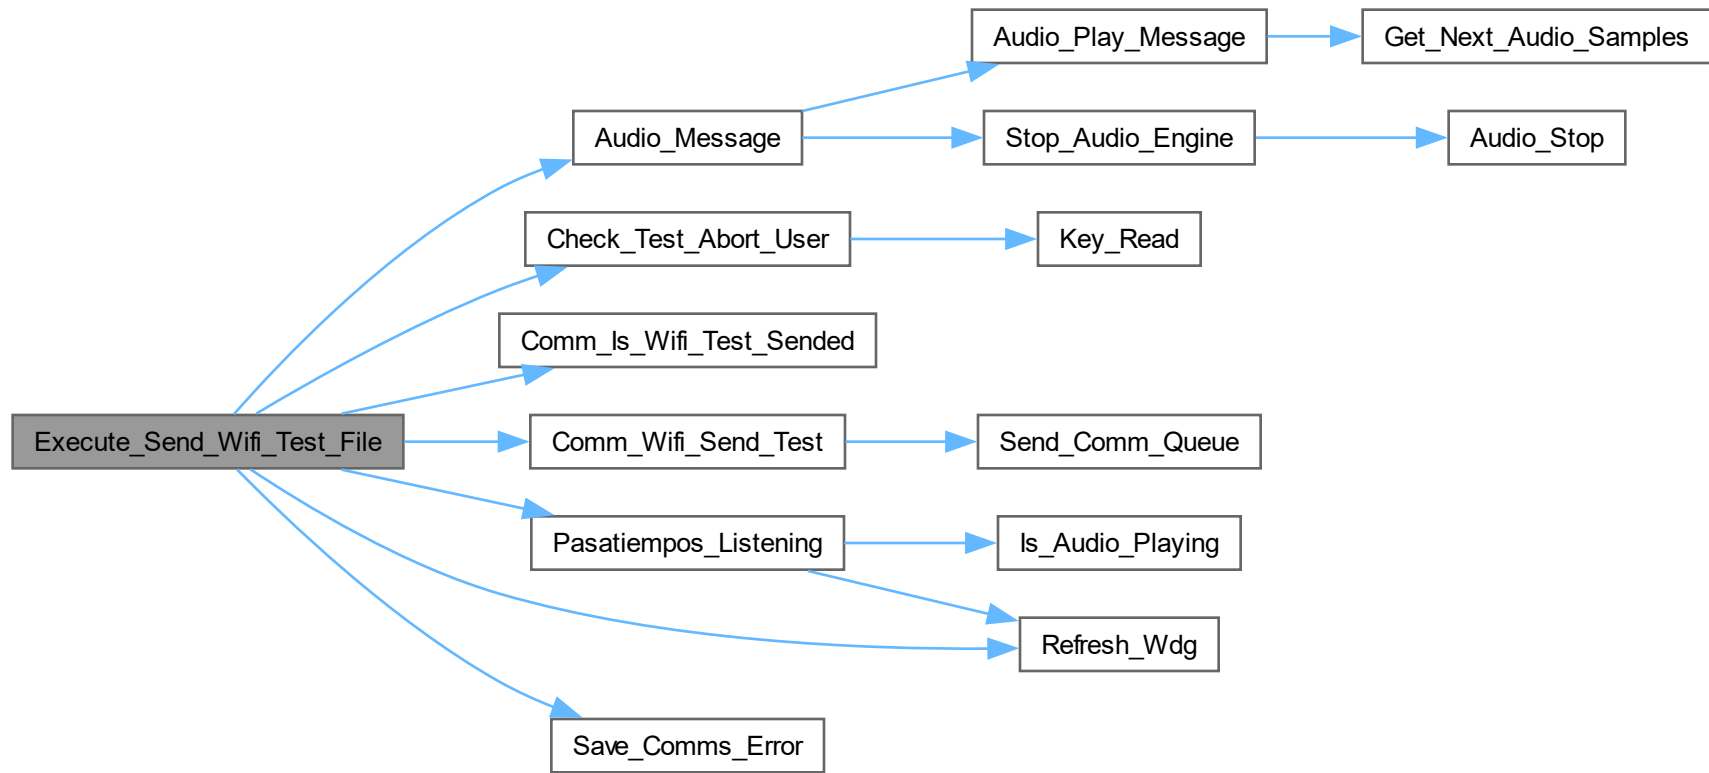 Audio_Play_Message
Get_Next_Audio_Samples
Audio_Message
Stop_Audio_Engine
Audio_Stop
Check_Test_Abort_User
Key_Read
Comm_Is_Wifi_Test_Sended
Execute_Send_Wifi_Test_File
Comm_Wifi_Send_Test
Send_Comm_Queue
Pasatiempos_Listening
Is_Audio_Playing
Refresh_Wdg
Save_Comms_Error